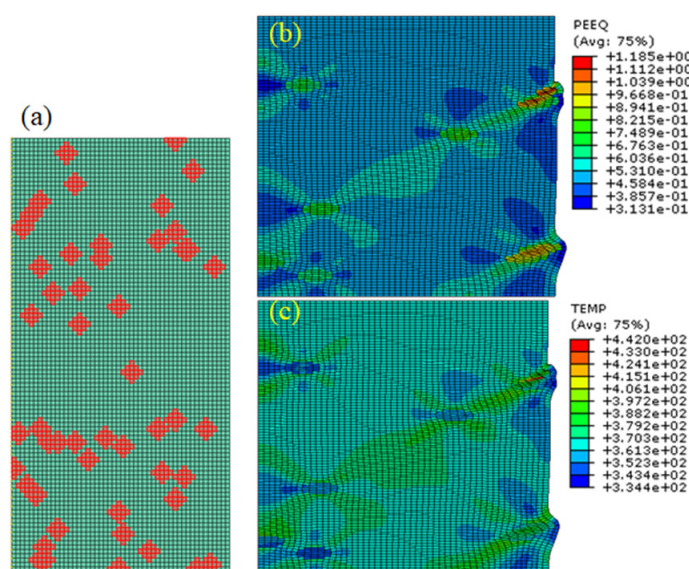 (a)
(b)
PEEQ
(Avg: 75%)
+1.185e+00
+1.112e+00
+1.039e+00
+9.668e-01
+8.941e-01
+8.215e-01
+7.489e-01
+6.763e-01
+6.036e-01
+5.310e-01
+4.584e-01
+3.857e-01
+3.131e-01
(c)
TEMP
(Avg: 75%)
+4.420e+02
+4.330e+02
+4.241e+02
+4.151e+02
+4.061e+02
+3.972e+02
+3.882e+02
+3.792e+02
+3.703e+02
+3.613e+02
+3.523e+02
+3.434e+02
+3.344e+02